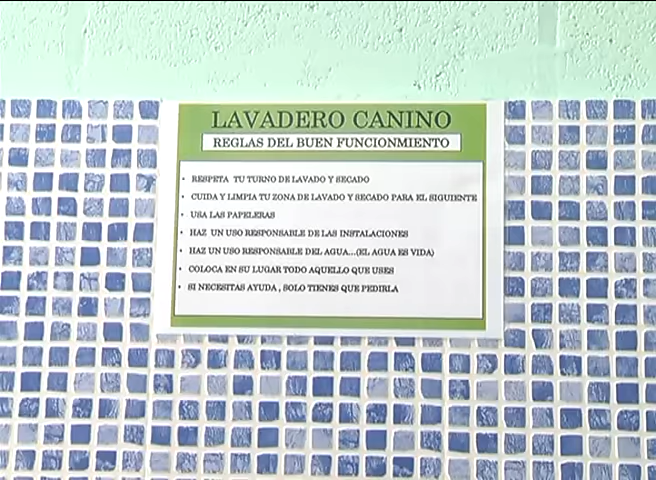 LAVADERO CANINO
REGLAS DEL BUEN FUNCIONMIENTO
• RESPETA TU TURNO DE LAVADO Y SECADO
• CUIDA Y LIMPIA TU ZONA DE LAVADO Y SECADO PARA EL SIGUIENTE
• USA LAS PAPELERAS
• HAZ UN USO RESPONSABLE DE LAS INSTALACIONES
• HAZ UN USO RESPONSABLE DEL AGUA...(EL AGUA ES VIDA)
• COLOCA EN SU LUGAR TODO AQUELLO QUE USES
• SI NECESITAS AYUDA , SOLO TIENES QUE PEDIRLA